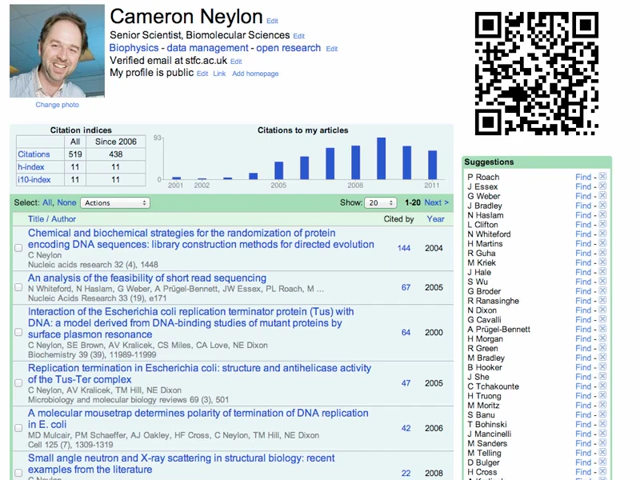 Cameron Neylon Edit
Senior Scientist, Biomolecular Sciences Edit
Biophysics - data management - open research Edit
Verified email at stfc.ac.uk Edit
My profile is public Edit Link Add homepage
Change photo
Citation indices
All Since 2006
Citations 519 438
h-index 11 11
i10-index 11 11
Citations to my articles
93
2001 2002 2005 2008 2011
Select: All, None Actions Show: 20 1-20 Next >
Title / Author Cited by Year
Chemical and biochemical strategies for the randomization of protein
encoding DNA sequences: library construction methods for directed evolution 144 2004
C Neylon
Nucleic acids research 32 (4), 1448
An analysis of the feasibility of short read sequencing 67 2005
N Whiteford, N Haslam, G Weber, A Prügel-Bennett, JW Essex, PL Roach, M ...
Nucleic Acids Research 33 (19), e171
Interaction of the Escherichia coli replication terminator protein (Tus) with
DNA: a model derived from DNA-binding studies of mutant proteins by 64 2000
surface plasmon resonance
C Neylon, SE Brown, AV Kralicek, CS Miles, CA Love, NE Dixon
Biochemistry 39 (39), 11989-11999
Replication termination in Escherichia coli: structure and antihelicase activity
of the Tus-Ter complex 47 2005
C Neylon, AV Kralicek, TM Hill, NE Dixon
Microbiology and molecular biology reviews 69 (3), 501
A molecular mousetrap determines polarity of termination of DNA replication
in E. coli 42 2006
MD Mulcair, PM Schaeffer, AJ Oakley, HF Cross, C Neylon, TM Hill, NE Dixon
Cell 125 (7), 1309-1319
Small angle neutron and X-ray scattering in structural biology: recent
examples from the literature 22 2008
C Neylon
Suggestions
P Roach Find -
J Essex Find -
G Weber Find -
J Bradley Find -
N Haslam Find -
L Clifton Find -
N Whiteford Find -
H Martins Find -
R Guha Find -
M Kriek Find -
J Hale Find -
S Wu Find -
G Broder Find -
R Ranasinghe Find -
N Dixon Find -
G Cavalli Find -
A Prügel-Bennett Find -
H Morgan Find -
R Green Find -
M Bradley Find -
B Hooker Find -
J She Find -
C Tchakounte Find -
H Truong Find -
M Moritz Find -
S Banu Find -
T Bohinski Find -
J Mancinelli Find -
M Sanders Find -
M Telling Find -
D Bulger Find -
H Cross Find -